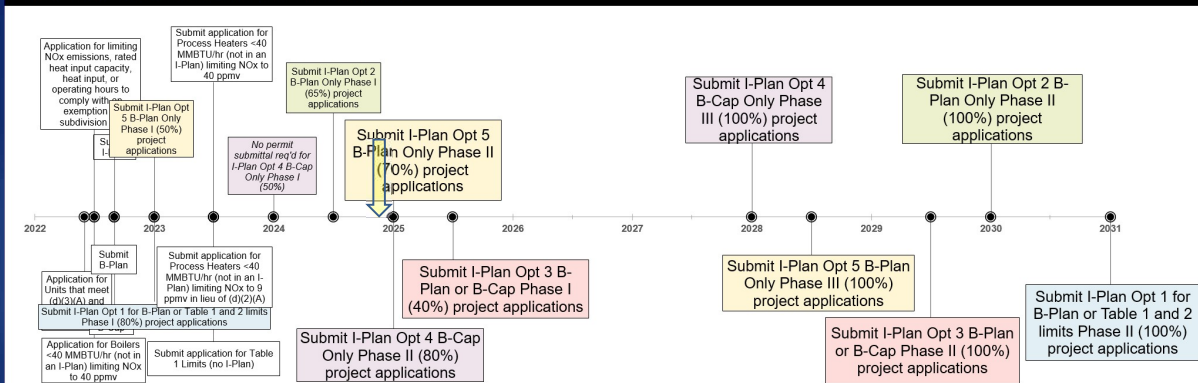 Application for limiting
NOx emissions, rated
heat input capacity,
heat input, or
operating hours to
comply with an
exemption
subdivision
Submit application for
Process Heaters <40
MMBTU/hr (not in an
I-Plan) limiting NOx to
40 ppmv
Submit I-Plan Opt
5 B-Plan Only
Phase I (50%)
project
applications
No permit
submittal req'd for
I-Plan Opt 4 B-Cap
Only Phase I
(50%)
Submit I-Plan Opt 2
B-Plan Only Phase I
(65%) project
applications
Submit I-Plan Opt 5
B-Plan Only Phase II
(70%) project
applications
Submit I-Plan Opt 4
B-Cap Only Phase
III (100%) project
applications
Submit I-Plan Opt 2 B-
Plan Only Phase II
(100%) project
applications
2022
2023
2024
2025
2026
2027
2028
2029
2030
2031
Submit
B-Plan
Application for
Units that meet
(d)(3)(A) and
Submit I-Plan Opt 1 for B-Plan or Table 1 and 2 limits
Phase I (80%) project applications
B-Cap
Application for Boilers
<40 MMBTU/hr (not in
an I-Plan) limiting NOx
to 40 ppmv
Submit application for
Process Heaters <40
MMBTU/hr (not in an I-
Plan) limiting NOx to 9
ppmv in lieu of (d)(2)(A)
Submit application for Table
1 Limits (no I-Plan)
Submit I-Plan Opt 3 B-
Plan or B-Cap Phase I
(40%) project applications
Submit I-Plan Opt 4 B-Cap
Only Phase II (80%)
project applications
Submit I-Plan Opt 5 B-Plan
Only Phase III (100%)
project applications
Submit I-Plan Opt 3 B-Plan
or B-Cap Phase II (100%)
project applications
Submit I-Plan Opt 1 for
B-Plan or Table 1 and 2
limits Phase II (100%)
project applications